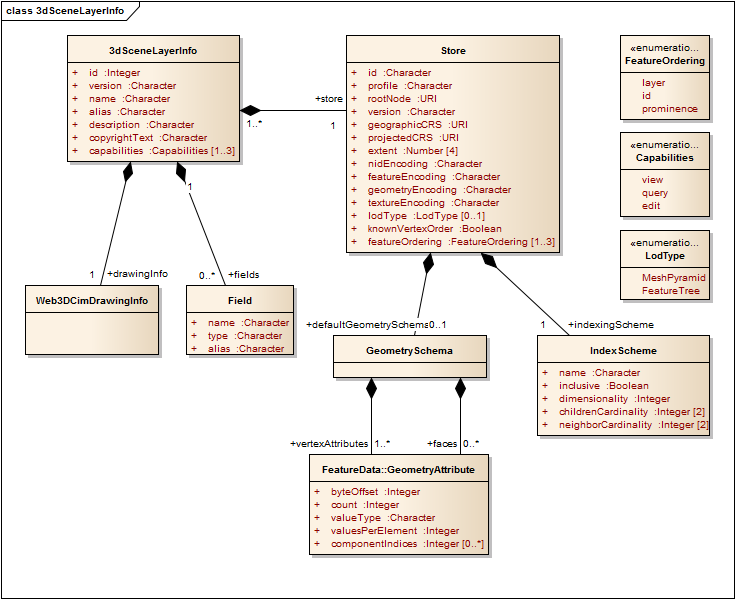 class 3dSceneLayerInfo
3dSceneLayerInfo
+ id :Integer
+ version :Character
+ name :Character
+ alias :Character
+ description :Character
+ copyrightText :Character
+ capabilities :Capabilities [1..3]
1..*
+store
1
Store
+ id :Character
+ profile :Character
+ rootNode :URI
+ version :Character
+ geographicCRS :URI
+ projectedCRS :URI
+ extent :Number [4]
+ nidEncoding :Character
+ featureEncoding :Character
+ geometryEncoding :Character
+ textureEncoding :Character
+ lodType :LodType [0..1]
+ knownVertexOrder :Boolean
+ featureOrdering :FeatureOrdering [1..3]
«enumeratio...
FeatureOrdering
layer
id
prominence
«enumeratio...
Capabilities
view
query
edit
«enumeratio...
LodType
MeshPyramid
FeatureTree
1
1 +drawingInfo
0..* +fields
Web3DCimDrawingInfo
Field
+ name :Character
+ type :Character
+ alias :Character
+defaultGeometrySchema0..1
1 +indexingScheme
GeometrySchema
IndexScheme
+ name :Character
+ inclusive :Boolean
+ dimensionality :Integer
+ childrenCardinality :Integer [2]
+ neighborCardinality :Integer [2]
+vertexAttributes 1..*
+faces 0..*
FeatureData::GeometryAttribute
+ byteOffset :Integer
+ count :Integer
+ valueType :Character
+ valuesPerElement :Integer
+ componentIndices :Integer [0..*]